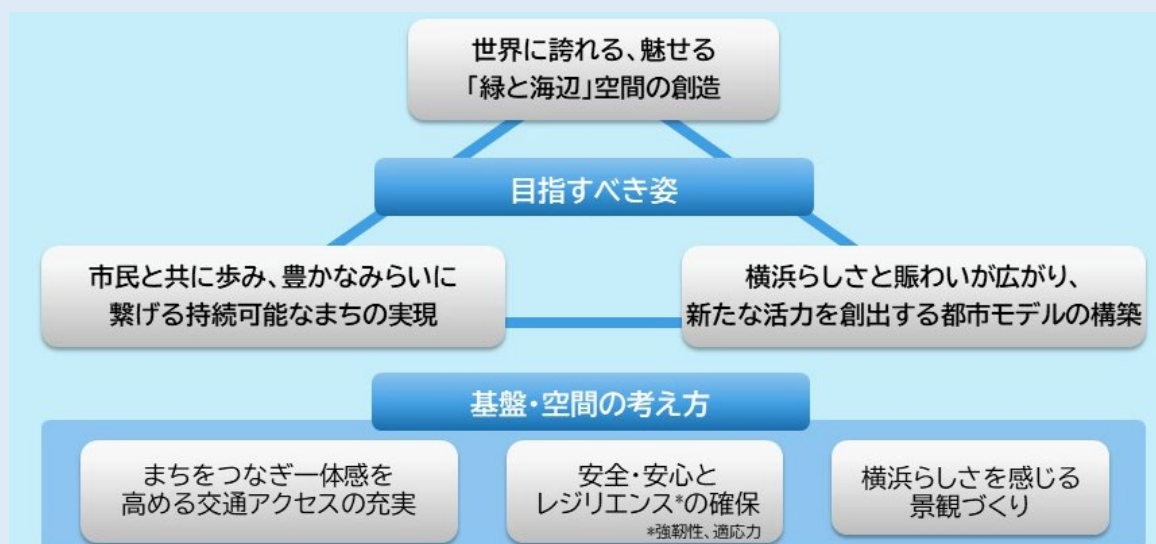 世界に誇れる、魅せる
「緑と海辺」空間の創造
目指すべき姿
市民と共に歩み、豊かなみらいに
繋げる持続可能なまちの実現
横浜らしさと賑わいが広がり、
新たな活力を創出する都市モデルの構築
基盤・空間の考え方
まちをつなぎ一体感を
高める交通アクセスの充実
安全・安心と
レジリエンス*の確保
*強靭性、適応力
横浜らしさを感じる
景観づくり